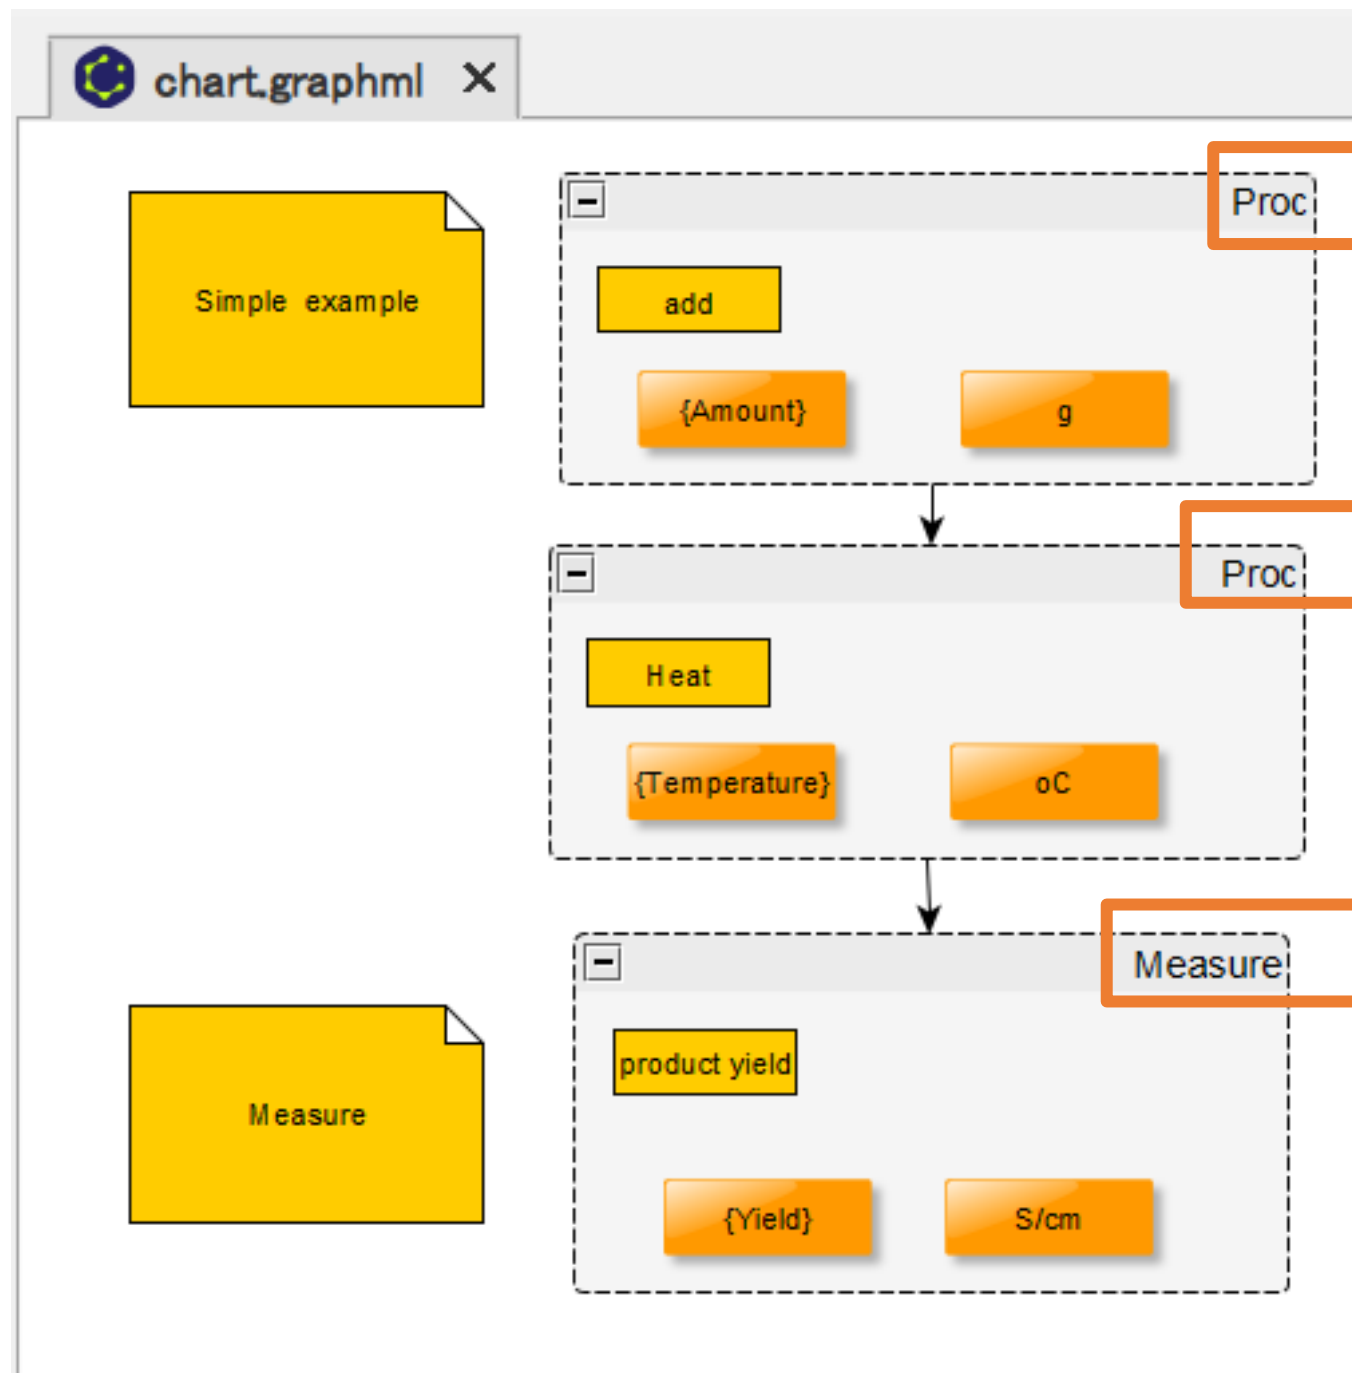 chart.graphml
Simple example
Proc
add
{Amount} g
Proc
Heat
{Temperature} oC
Measure
product yield
Measure
{Yield} S/cm